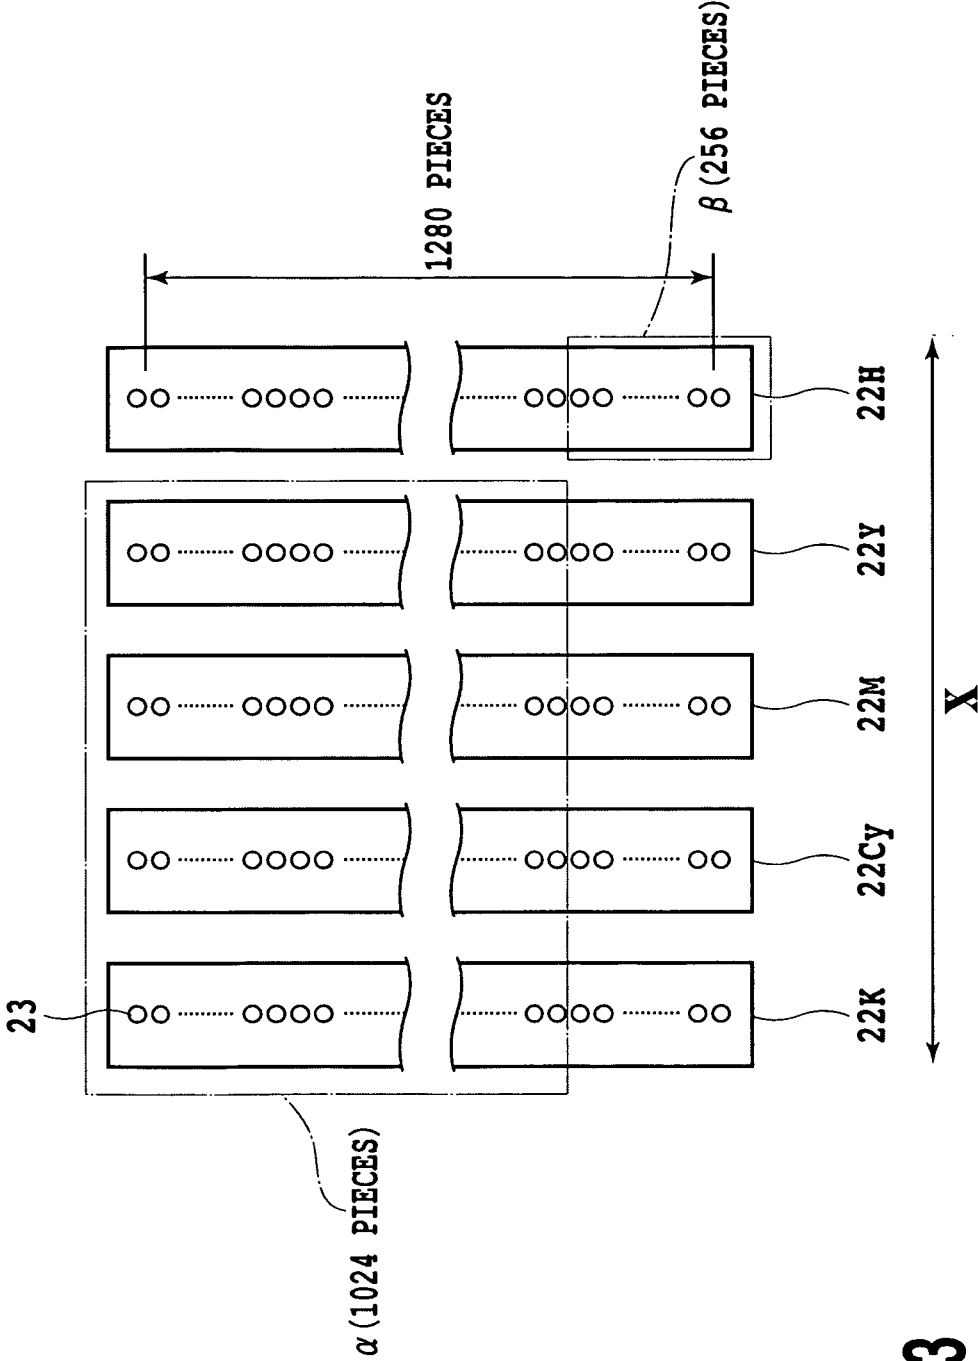 23
α(1024 PIECES)
1280 PIECES
β(256 PIECES)
22K
22Cy
22M
22Y
22H
X
3